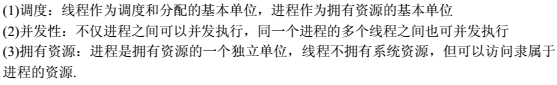 (1)调度：线程作为调度和分配的基本单位，进程作为拥有资源的基本单位
(2)并发性：不仅进程之间可以并发执行，同一个进程的多个线程之间也可并发执行
(3)拥有资源：进程是拥有资源的一个独立单位，线程不拥有系统资源，但可以访问隶属于
进程的资源.